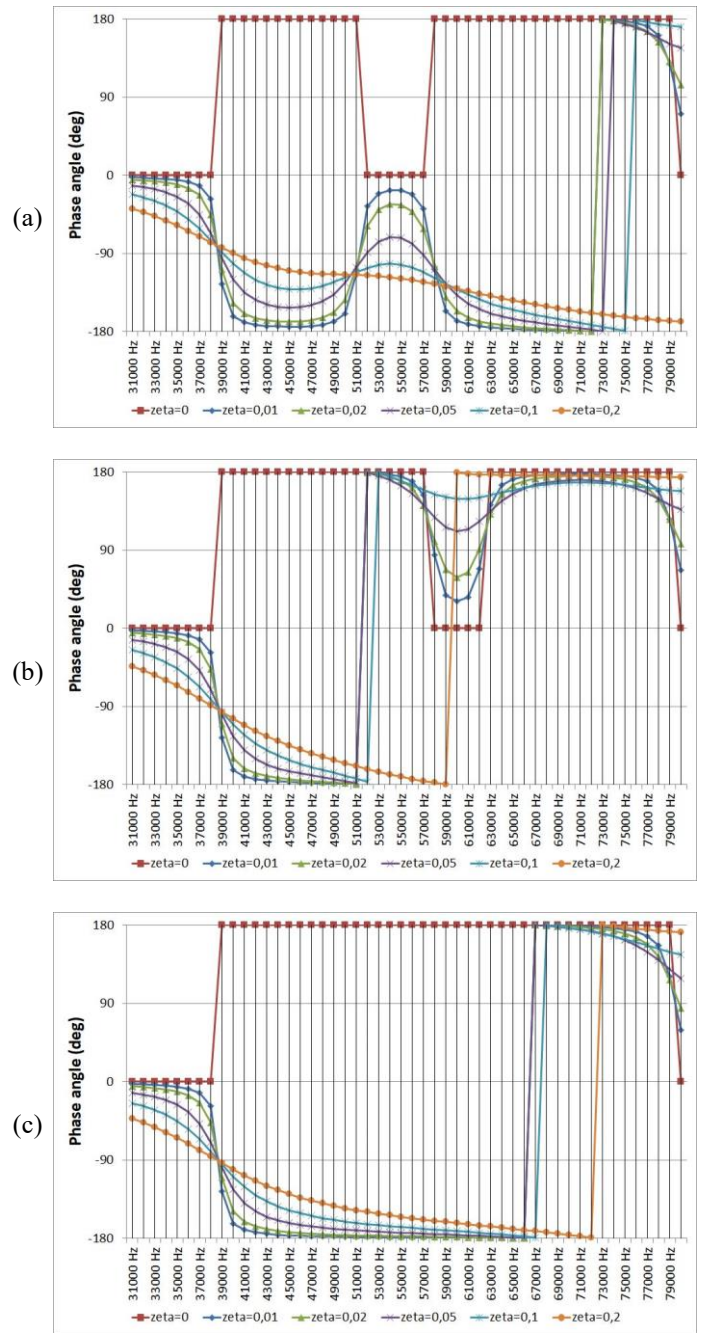 (a)
Phase angle (deg)
180
90
0
-90
-180
31000 Hz
33000 Hz
35000 Hz
37000 Hz
39000 Hz
41000 Hz
43000 Hz
45000 Hz
47000 Hz
49000 Hz
51000 Hz
53000 Hz
55000 Hz
57000 Hz
59000 Hz
61000 Hz
63000 Hz
65000 Hz
67000 Hz
69000 Hz
71000 Hz
73000 Hz
75000 Hz
77000 Hz
79000 Hz
zeta=0 zeta=0,01 zeta=0,02 zeta=0,05 zeta=0,1 zeta=0,2
(b)
Phase angle (deg)
180
90
0
-90
-180
31000 Hz
33000 Hz
35000 Hz
37000 Hz
39000 Hz
41000 Hz
43000 Hz
45000 Hz
47000 Hz
49000 Hz
51000 Hz
53000 Hz
55000 Hz
57000 Hz
59000 Hz
61000 Hz
63000 Hz
65000 Hz
67000 Hz
69000 Hz
71000 Hz
73000 Hz
75000 Hz
77000 Hz
79000 Hz
zeta=0 zeta=0,01 zeta=0,02 zeta=0,05 zeta=0,1 zeta=0,2
(c)
Phase angle (deg)
180
90
0
-90
-180
31000 Hz
33000 Hz
35000 Hz
37000 Hz
39000 Hz
41000 Hz
43000 Hz
45000 Hz
47000 Hz
49000 Hz
51000 Hz
53000 Hz
55000 Hz
57000 Hz
59000 Hz
61000 Hz
63000 Hz
65000 Hz
67000 Hz
69000 Hz
71000 Hz
73000 Hz
75000 Hz
77000 Hz
79000 Hz
zeta=0 zeta=0,01 zeta=0,02 zeta=0,05 zeta=0,1 zeta=0,2